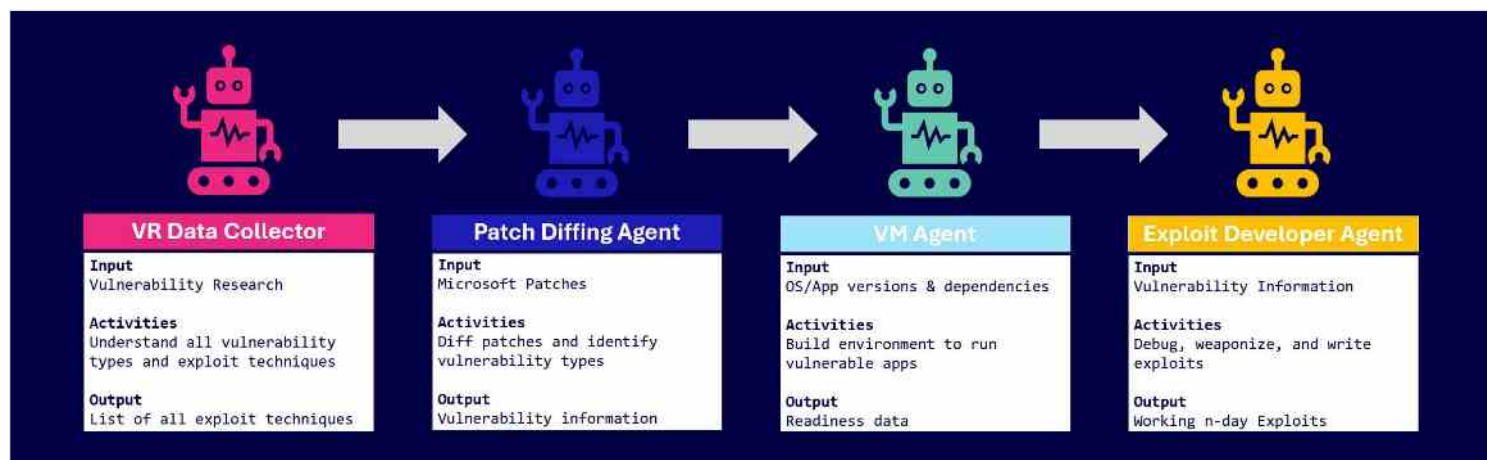 VR Data Collector
Input
Vulnerability Research
Activities
Understand all vulnerability
types and exploit techniques
Output
List of all exploit techniques
Patch Diffing Agent
Input
Microsoft Patches
Activities
Diff patches and identify
vulnerability types
Output
Vulnerability information
VM Agent
Input
OS/App versions & dependencies
Activities
Build environment to run
vulnerable apps
Output
Readiness data
Exploit Developer Agent
Input
Vulnerability Information
Activities
Debug, weaponize, and write
exploits
Output
Working n-day Exploits